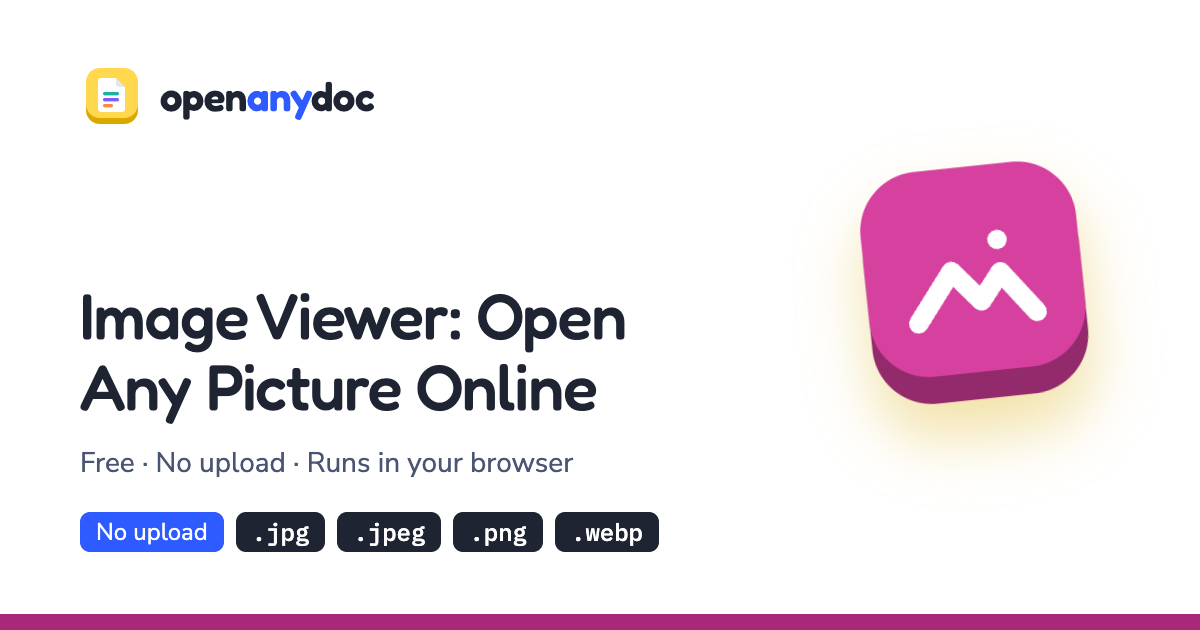 openanydoc
Image Viewer: Open
Any Picture Online
Free · No upload · Runs in your browser
No upload .jpg .jpeg .png .webp